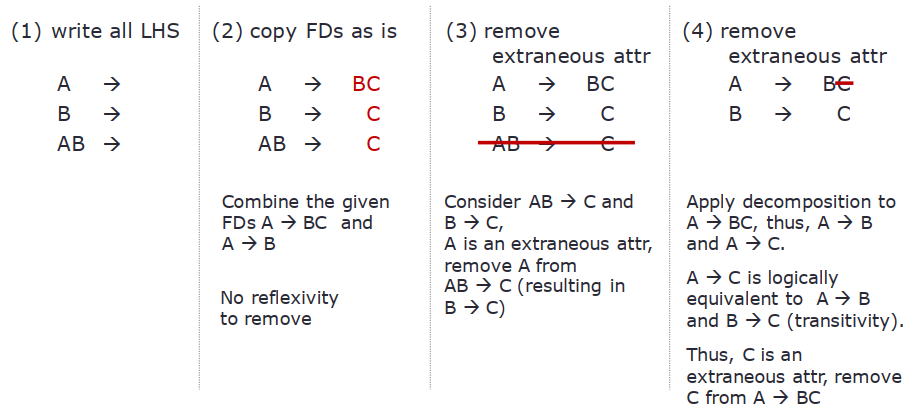 (1) write all LHS
A →
B →
AB →
(2) copy FDs as is
A → BC
B → C
AB → C
Combine the given
FDs A → BC and
A → B
No reflexivity
to remove
(3) remove
extraneous attr
A → BC
B → C
AB → C
Consider AB → C and
B → C,
A is an extraneous attr,
remove A from
AB → C (resulting in
B → C)
(4) remove
extraneous attr
A → BC
B → C
Apply decomposition to
A → BC, thus, A → B
and A → C.
A → C is logically
equivalent to A → B
and B → C (transitivity).
Thus, C is an
extraneous attr, remove
C from A → BC